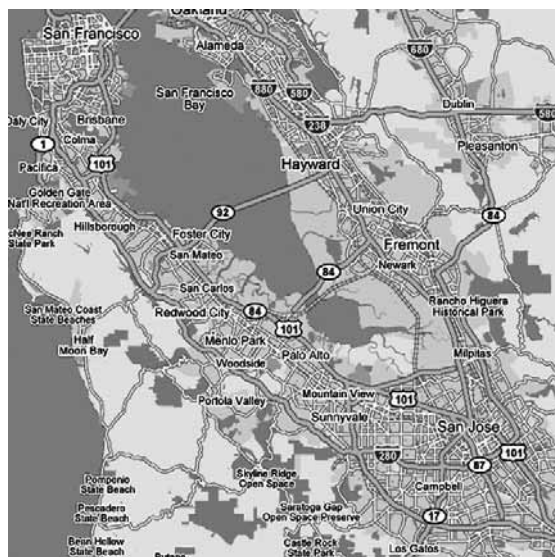 Oakland
680
San Francisco
Alameda
San Francisco
Bay
880
580
Dublin
580
238
Daly City
Brisbane
1
Colma
Pleasanton
Pacifica
101
Hayward
Golden Gate
Nat'l Recreation Area
92
Union City
84
Hillsborough
McNee Ranch
State Park
Foster City
Fremont
San Mateo
84
Newark
San Carlos
Rancho Higuera
Historical Park
San Mateo Coast
State Beaches
Redwood City
84
101
Half
Moon Bay
Menlo Park
Palo Alto
Milpitas
Woodside
Portola Valley
Mountain View
101
Sunnyvale
San Jose
280
101
87
Skyline Ridge
Open Space
Pomponio
State Beach
Campbell
Pescadero
State Beach
Saratoga Gap
Open Space Preserve
17
Bean Hollow
State Beach
Castle Rock
State Park
Los Gatos